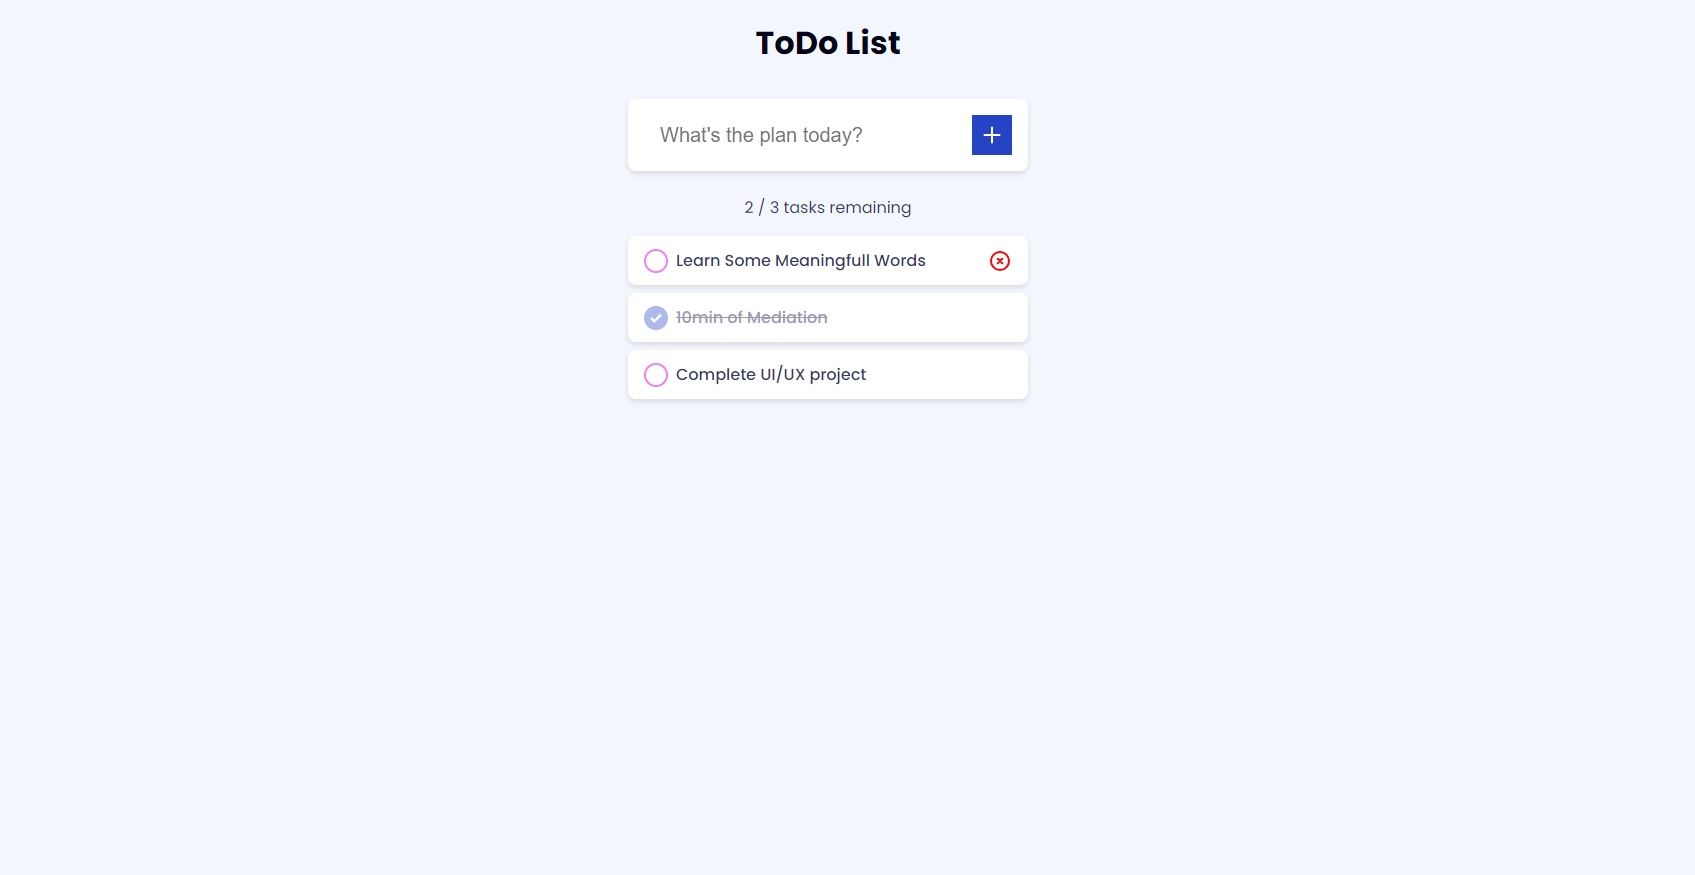 ToDo List
What's the plan today?
2 / 3 tasks remaining
Learn Some Meaningfull Words
10min of Mediation
Complete UI/UX project